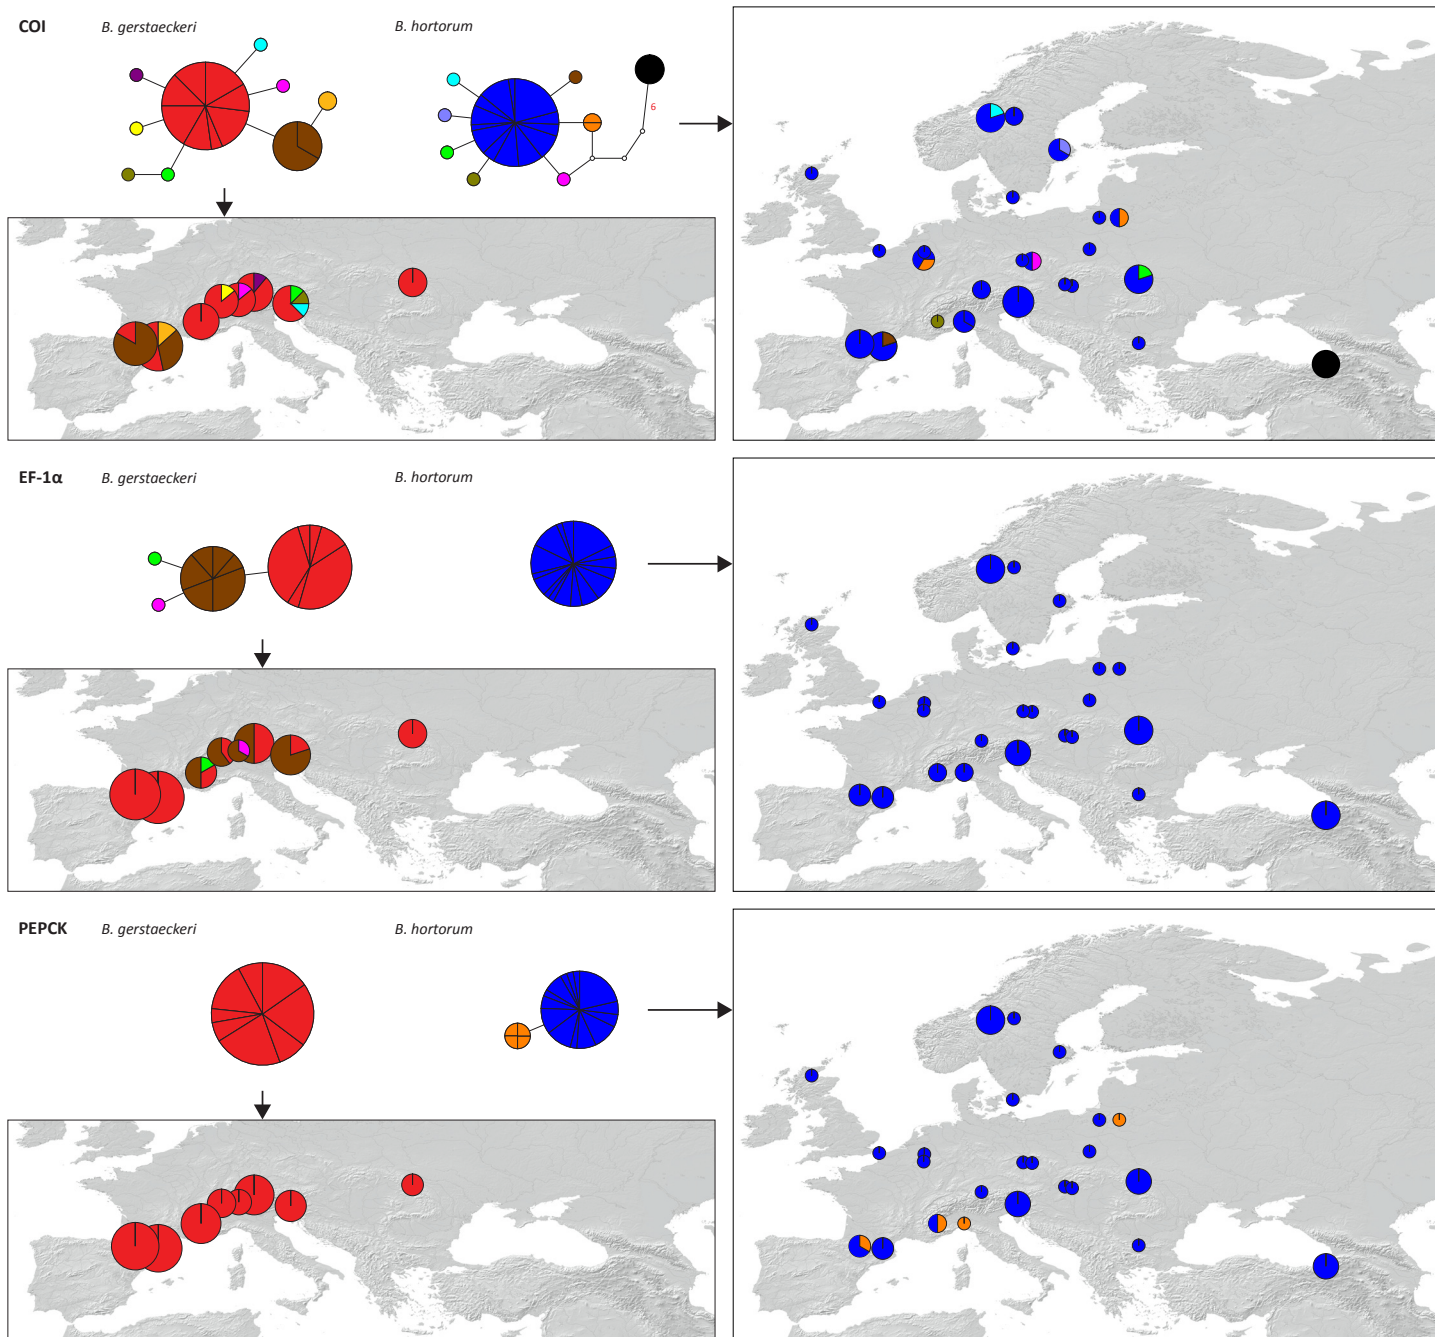 COI B. gerstaeckeri B. hortorum
6
EF-1α B. gerstaeckeri B. hortorum
PEPCK B. gerstaeckeri B. hortorum